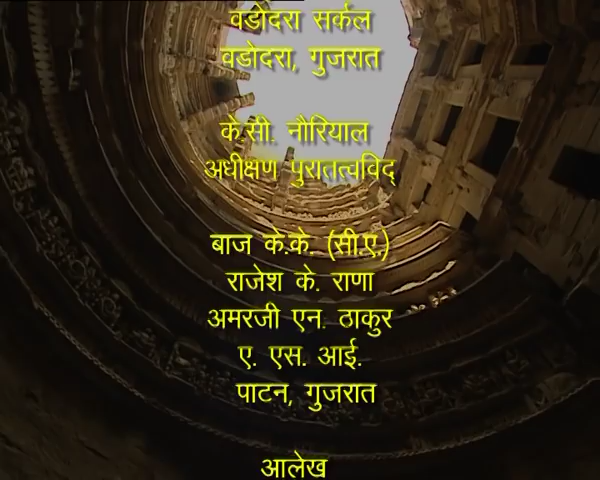 वडोदरा सर्कल
वडोदरा, गुजरात
के.सी. नौरियाल
अधीक्षण पुरातत्वविद्
बाज के.के. (सी.ए.)
राजेश के. राणा
अमरजी एन. ठाकुर
ए. एस. आई.
पाटन, गुजरात
आलेख